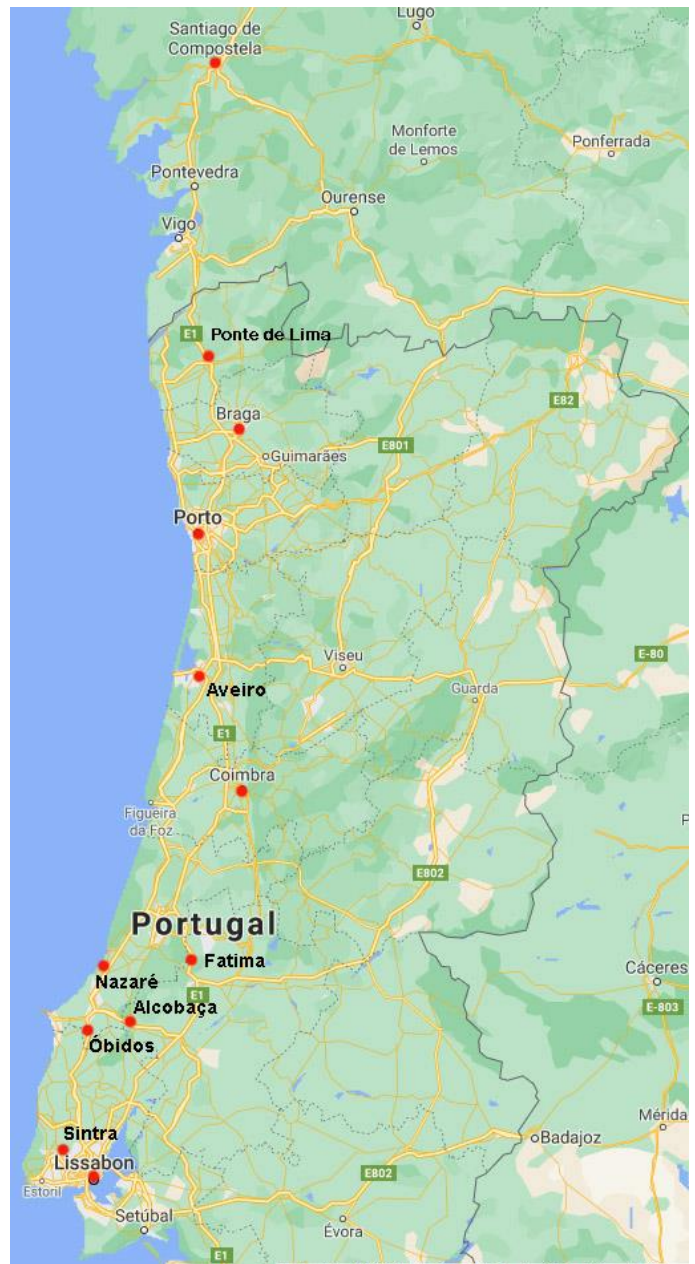 Lugo
Santiago de
Compostela
Monforte
de Lemos
Ponferrada
Pontevedra
Ourense
Vigo
E1
Ponte de Lima
E82
Braga
E801
Guimarães
Porto
E-80
Viseu
Guarda
Aveiro
E1
Coimbra
Figueira
da Foz
P
E802
Portugal
Fatima
Nazaré
Cáceres
E1
Alcobaça
E-803
Óbidos
Mérida
Sintra
Badajoz
Lissabon
E802
Estoril
Setúbal
Évora
E1